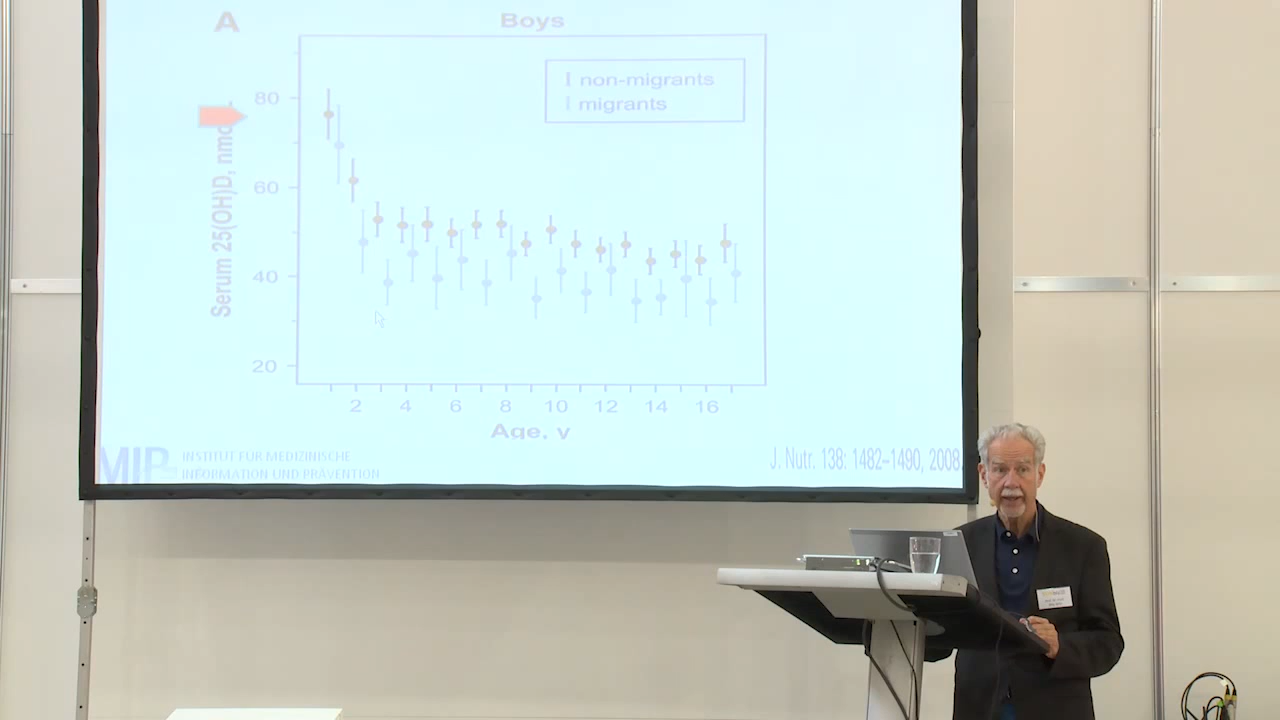 A
Boys
non-migrants
migrants
80
60
40
20
Serum 25(OH)D,
2 4 6 8 10 12 14 16
Age, y
MIP
INSTITUT FÜR MEDIZINISCHE
INFORMATION UND PRÄVENTION
J. Nutr. 138: 1482–1490, 2008.